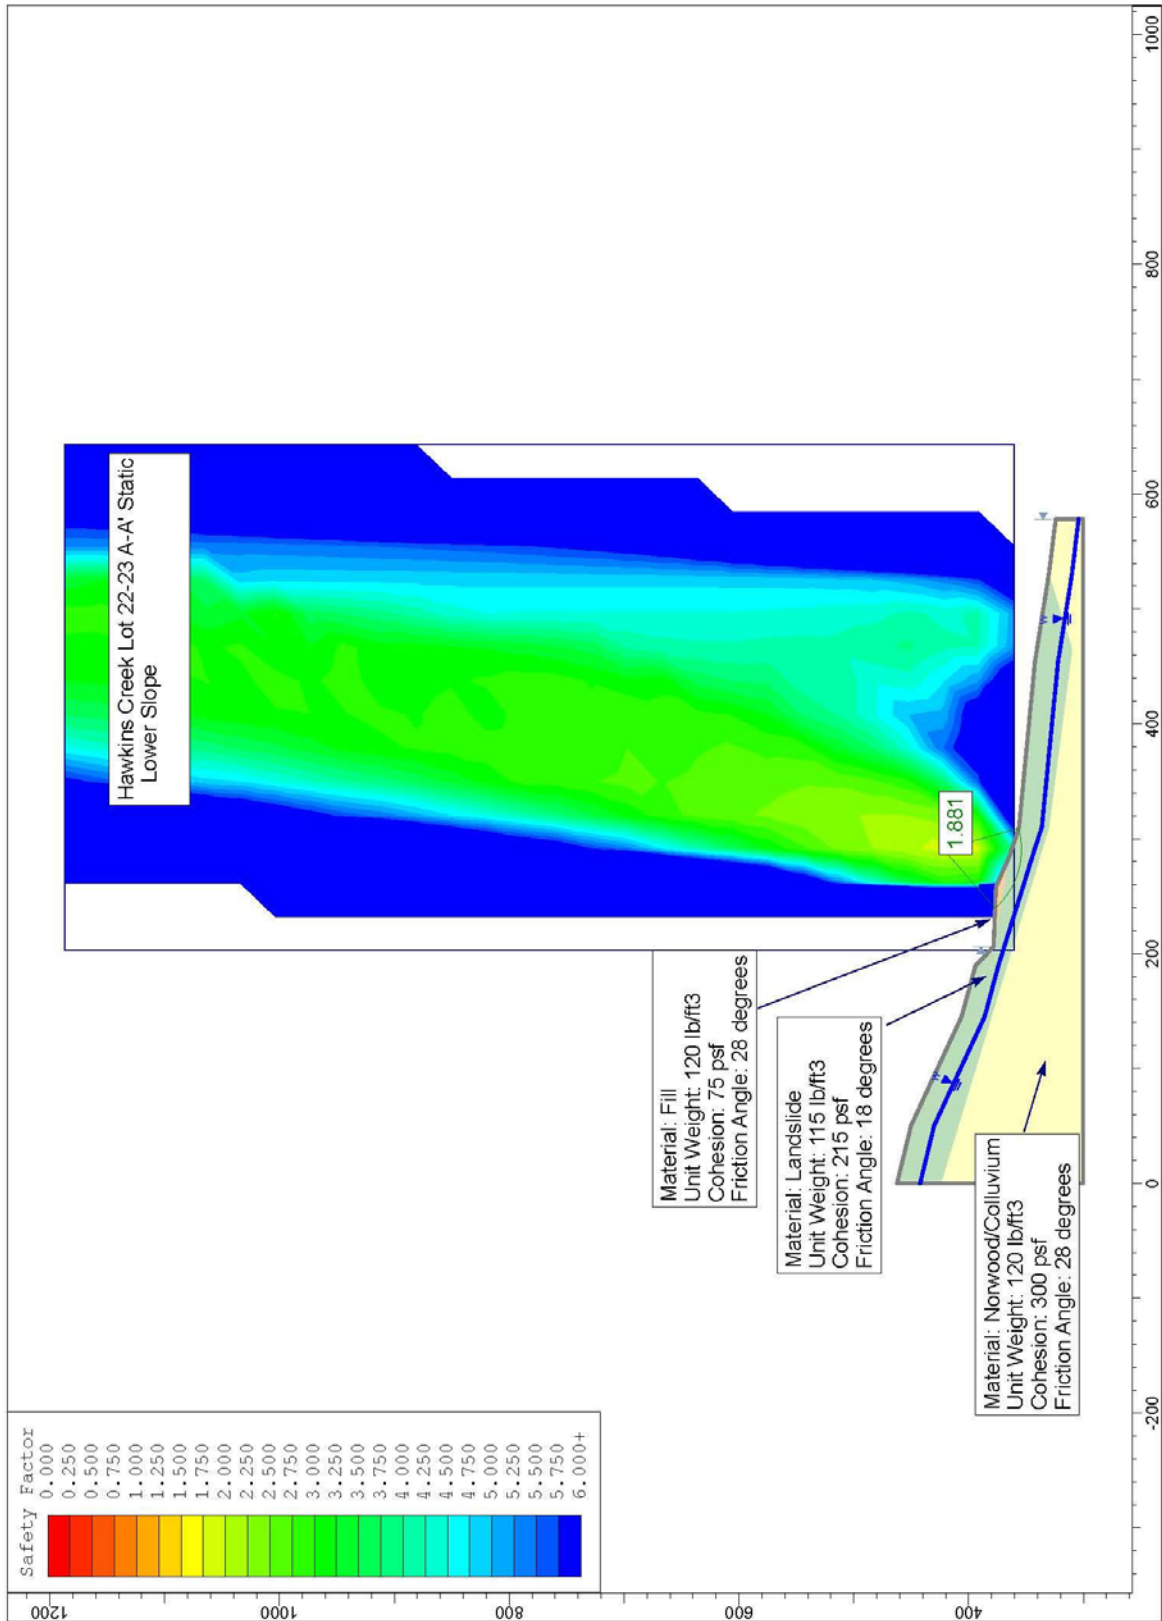 Safety Factor
0.000
0.250
0.500
0.750
1.000
1.250
1.500
1.750
2.000
2.250
2.500
2.750
3.000
3.250
3.500
3.750
4.000
4.250
4.500
4.750
5.000
5.250
5.500
5.750
6.000+
Hawkins Creek Lot 22-23 A-A' Static
Lower Slope
1.881
Material: Fill
Unit Weight: 120 lb/ft3
Cohesion: 75 psf
Friction Angle: 28 degrees
Material: Landslide
Unit Weight: 115 lb/ft3
Cohesion: 215 psf
Friction Angle: 18 degrees
Material: Norwood/Colluvium
Unit Weight: 120 lb/ft3
Cohesion: 300 psf
Friction Angle: 28 degrees
1200
1000
800
600
400
-200
0
200
400
600
800
1000